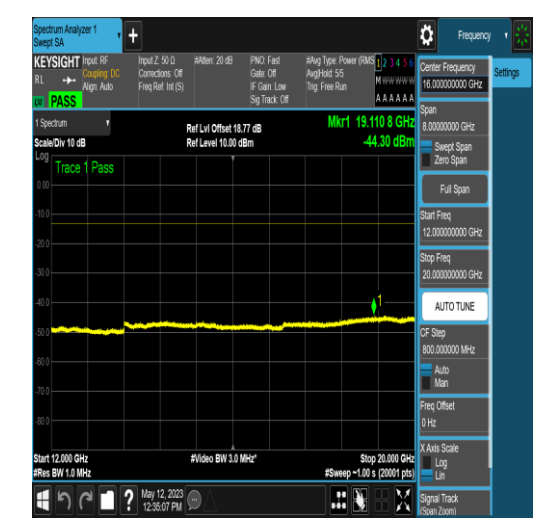 Spectrum Analyzer 1
Swept SA
+
Frequency
KEYSIGHT
RL
LXI
PASS
Input: RF
Coupling: DC
Align: Auto
Input Z: 50 Ω
Corrections: Off
Freq Ref: Int (S)
#Atten: 20 dB
PNO: Fast
Gate: Off
IF Gain: Low
Sig Track: Off
#Avg Type: Power (RMS
Avg|Hold: 5/5
Trig: Free Run
1 2 3 4 5 6
M W W W W W
A A A A A A
1 Spectrum
Scale/Div 10 dB
Ref Lvl Offset 18.77 dB
Ref Level 10.00 dBm
Mkr1 19.110 8 GHz
-44.30 dBm
Log
Trace 1 Pass
0.00
-10.0
-20.0
-30.0
-40.0
-50.0
-60.0
-70.0
-80.0
1
Start 12.000 GHz
#Res BW 1.0 MHz
#Video BW 3.0 MHz*
Stop 20.000 GHz
#Sweep ~1.00 s (20001 pts)
?
May 12, 2023
12:35:07 PM
Center Frequency
16.000000000 GHz
Settings
Span
8.00000000 GHz
Swept Span
Zero Span
Full Span
Start Freq
12.000000000 GHz
Stop Freq
20.000000000 GHz
AUTO TUNE
CF Step
800.000000 MHz
Auto
Man
Freq Offset
0 Hz
X Axis Scale
Log
Lin
Signal Track
(Span Zoom)